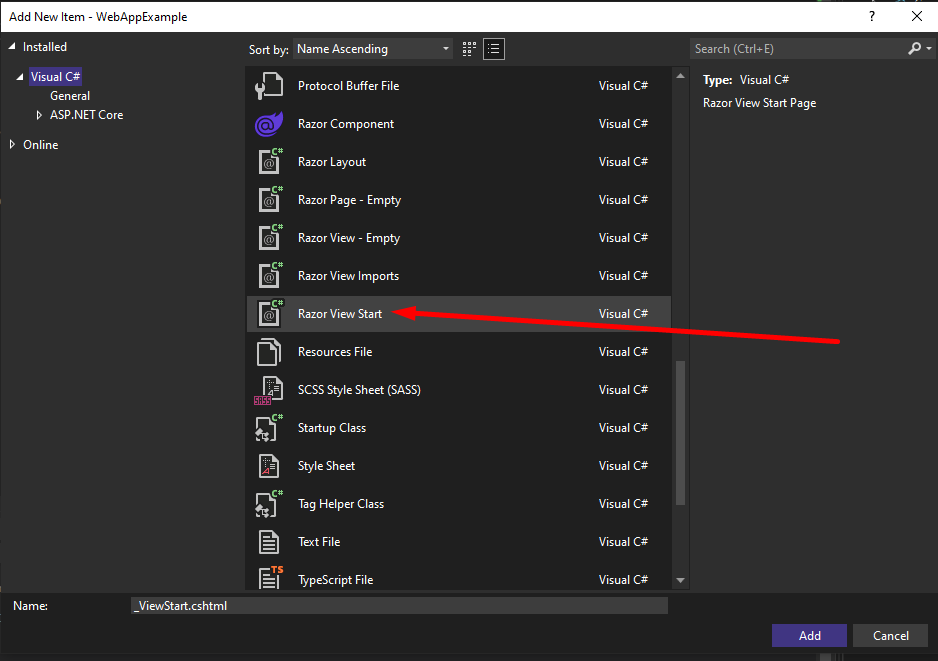 Add New Item - WebAppExample
?
Installed
Visual C#
General
ASP.NET Core
Online
Sort by: Name Ascending
Protocol Buffer File Visual C#
Razor Component Visual C#
Razor Layout Visual C#
Razor Page - Empty Visual C#
Razor View - Empty Visual C#
Razor View Imports Visual C#
Razor View Start Visual C#
Resources File Visual C#
SCSS Style Sheet (SASS) Visual C#
Startup Class Visual C#
Style Sheet Visual C#
Tag Helper Class Visual C#
Text File Visual C#
TypeScript File Visual C#
@
C#
@
C#
@
C#
@
C#
@
C#
@
C#
SASS
C#
C#
TS
Search (Ctrl+E)
Type: Visual C#
Razor View Start Page
Name: _ViewStart.cshtml
Add Cancel